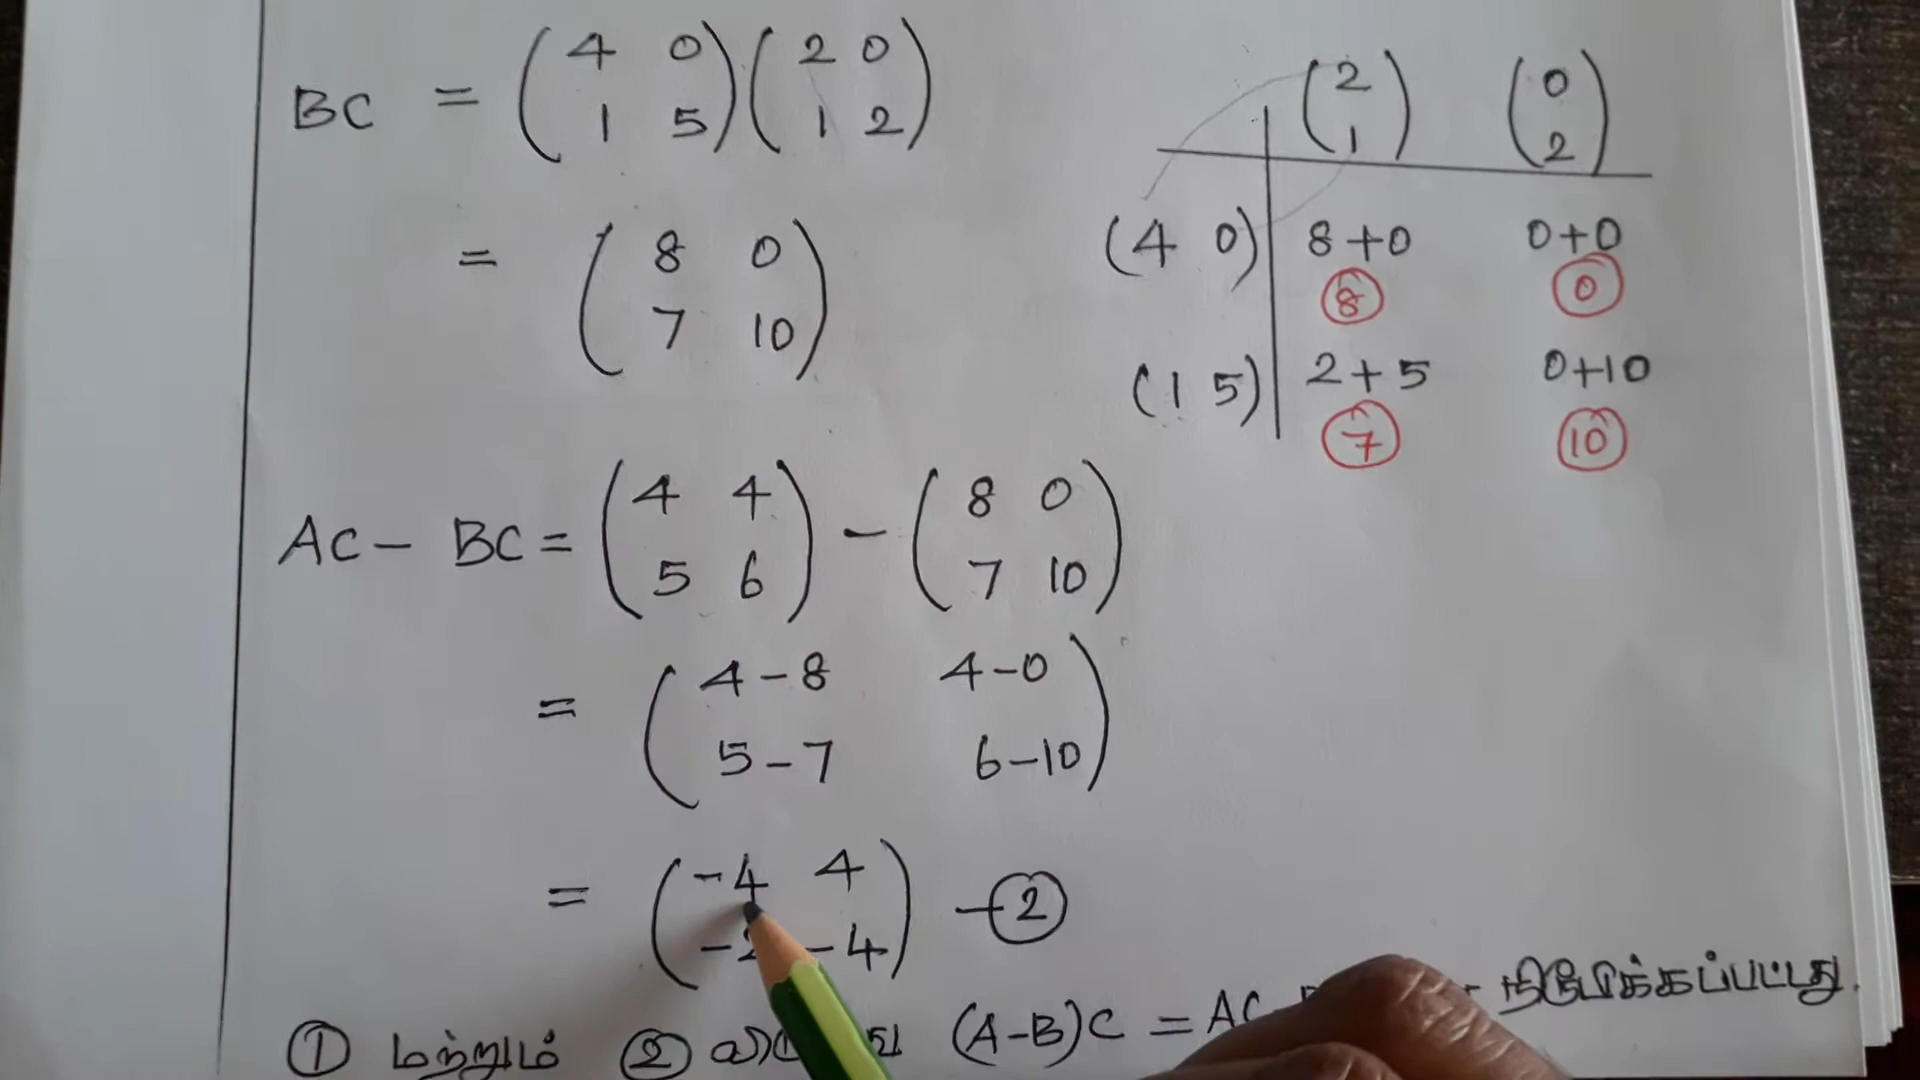 BC = (4 0 1 5)(2 0 1 2)
= (8 0 7 10)
(2 1) (0 2)
(4 0) 8+0 0+0
8 0
(1 5) 2+5 0+10
7 10
AC - BC = (4 4 5 6) - (8 0 7 10)
= (4-8 4-0 5-7 6-10)
= (-4 4 -2 -4) - 2
1 மற்றும் 2 (A-B)C = AC நிரூபிக்கப்பட்டது.